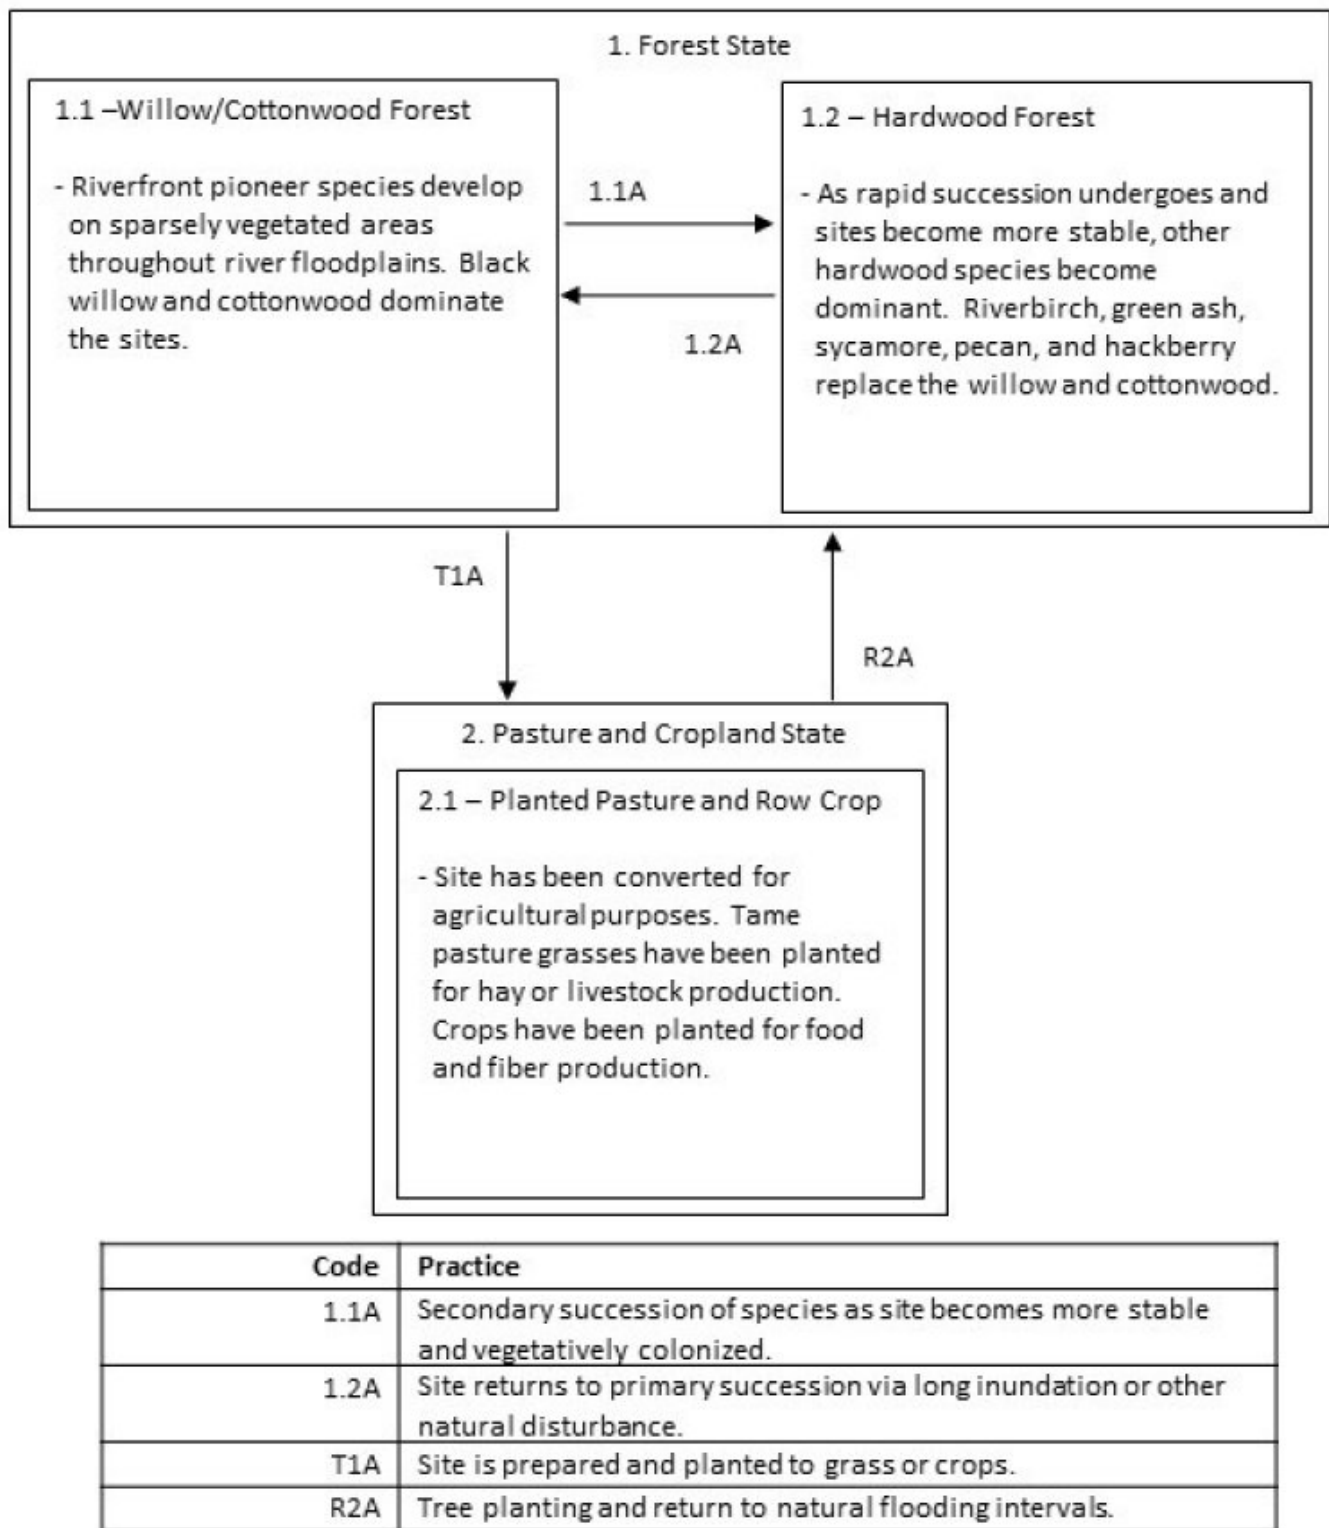 1. Forest State
1.1 –Willow/Cottonwood Forest
- Riverfront pioneer species develop
on sparsely vegetated areas
throughout river floodplains. Black
willow and cottonwood dominate
the sites.
1.1A
1.2A
1.2 – Hardwood Forest
- As rapid succession undergoes and
sites become more stable, other
hardwood species become
dominant. Riverbirch, green ash,
sycamore, pecan, and hackberry
replace the willow and cottonwood.
T1A
R2A
2. Pasture and Cropland State
2.1 – Planted Pasture and Row Crop
- Site has been converted for
agricultural purposes. Tame
pasture grasses have been planted
for hay or livestock production.
Crops have been planted for food
and fiber production.
Code Practice
1.1A Secondary succession of species as site becomes more stable
and vegetatively colonized.
1.2A Site returns to primary succession via long inundation or other
natural disturbance.
T1A Site is prepared and planted to grass or crops.
R2A Tree planting and return to natural flooding intervals.